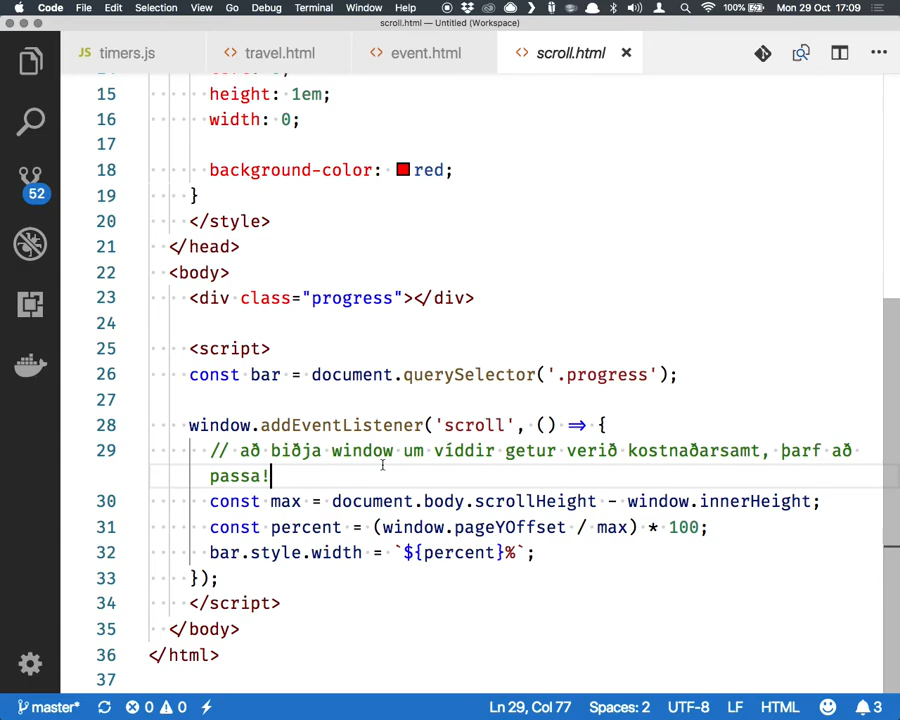 Code File Edit Selection View Go Debug Terminal Window Help 100% Mon 29 Oct 17:09
scroll.html — Untitled (Workspace)
JS timers.js <> travel.html <> event.html <> scroll.html
15 height: 1em;
16 width: 0;
17
18 background-color: red;
19 }
20 </style>
21 </head>
22 <body>
23 <div class="progress"></div>
24
25 <script>
26 const bar = document.querySelector('.progress');
27
28 window.addEventListener('scroll', () => {
29 // að biðja window um víddir getur verið kostnaðarsamt, þarf að
passa!
30 const max = document.body.scrollHeight - window.innerHeight;
31 const percent = (window.pageYOffset / max) * 100;
32 bar.style.width = `${percent}%`;
33 });
34 </script>
35 </body>
36 </html>
37
52
master* 0 0 Ln 29, Col 77 Spaces: 2 UTF-8 LF HTML 3